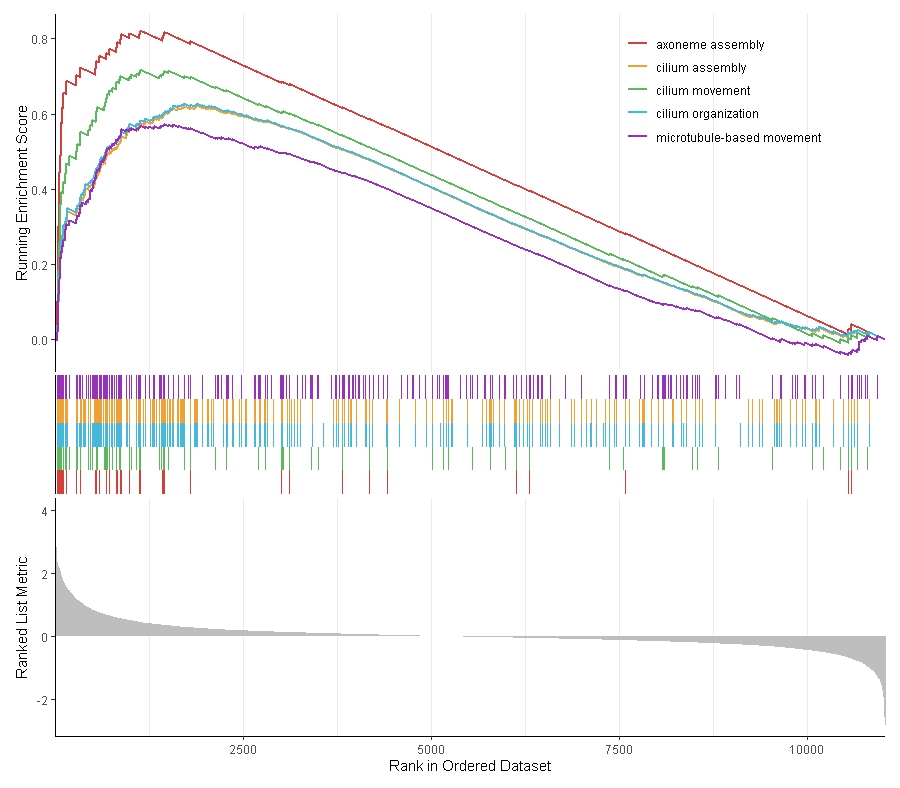 Running Enrichment Score
0.8
0.6
0.4
0.2
0.0
axoneme assembly
cilium assembly
cilium movement
cilium organization
microtubule-based movement
Ranked List Metric
4
2
0
-2
2500 5000 7500 10000
Rank in Ordered Dataset